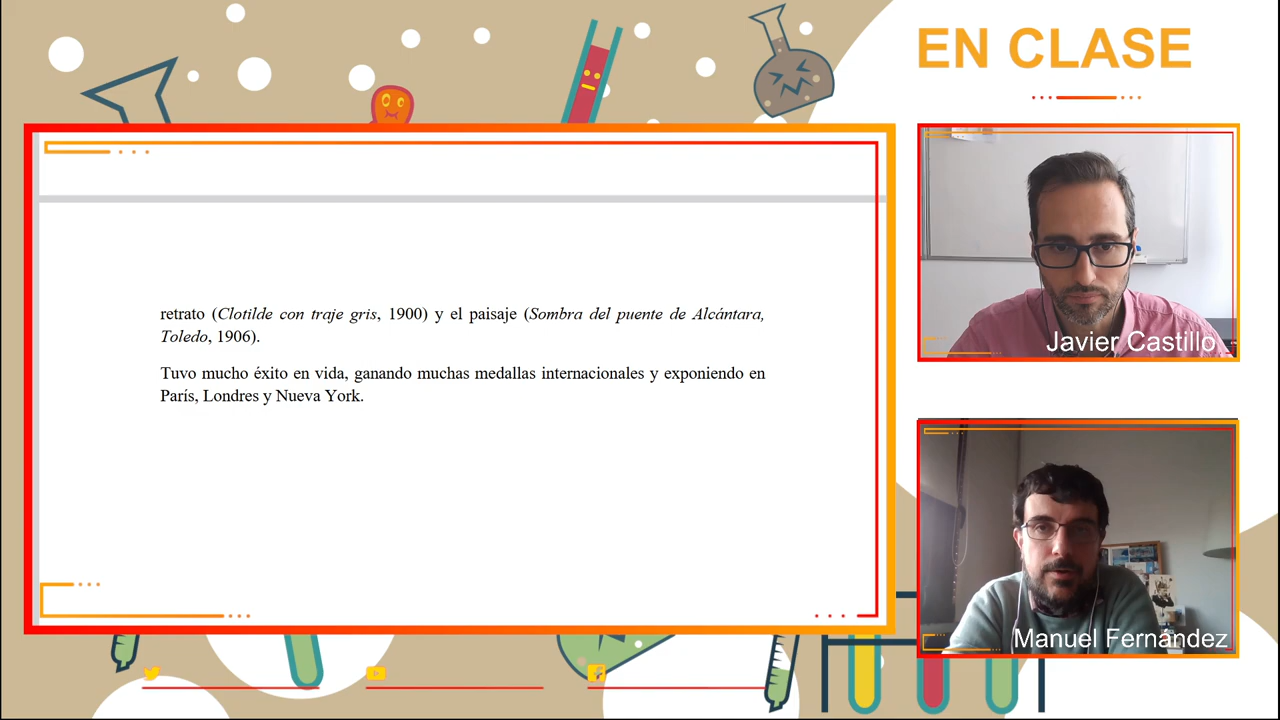 EN CLASE
retrato (Clotilde con traje gris, 1900) y el paisaje (Sombra del puente de Alcántara,
Toledo, 1906).
Tuvo mucho éxito en vida, ganando muchas medallas internacionales y exponiendo en
París, Londres y Nueva York.
Javier Castillo
Manuel Fernández